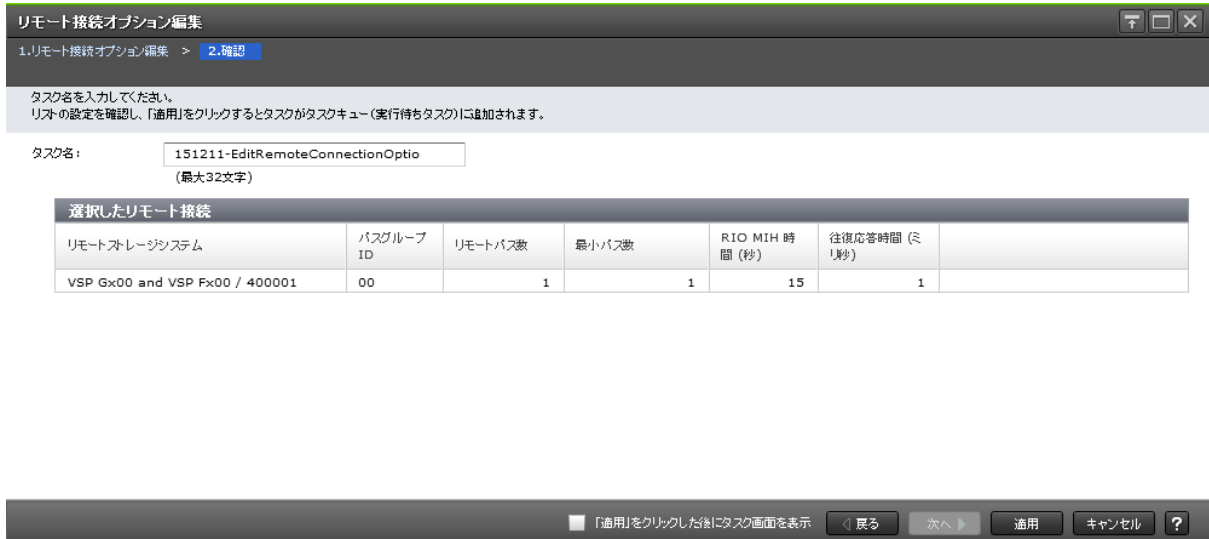 リモート接続オプション編集
1.リモート接続オプション編集 > 2.確認
タスク名を入力してください。
リストの設定を確認し、「適用」をクリックするとタスクがタスクキュー(実行待ちタスク)に追加されます。
タスク名: 151211-EditRemoteConnectionOptio
(最大32文字)
選択したリモート接続
リモートストレージシステム パスグループ ID リモートパス数 最小パス数 RIO MIH 時間 (秒) 往復応答時間 (ミリ秒)
VSP Gx00 and VSP Fx00 / 400001 00 1 1 15 1
「適用」をクリックした後にタスク画面を表示 戻る 次へ 適用 キャンセル ?